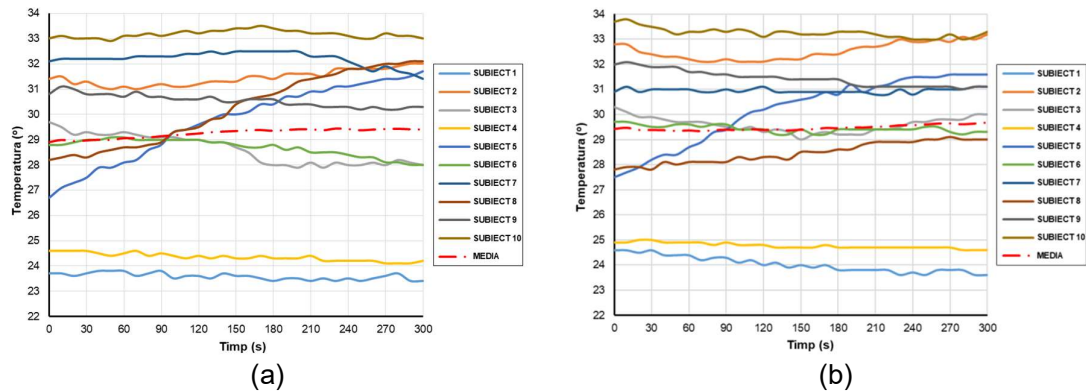 34
33
32
31
30
29
28
27
26
25
24
23
22
Temperatura (º)
0 30 60 90 120 150 180 210 240 270 300
Timp (s)
SUBIECT 1
SUBIECT 2
SUBIECT 3
SUBIECT 4
SUBIECT 5
SUBIECT 6
SUBIECT 7
SUBIECT 8
SUBIECT 9
SUBIECT 10
MEDIA
(a)
34
33
32
31
30
29
28
27
26
25
24
23
22
Temperatura (º)
0 30 60 90 120 150 180 210 240 270 300
Timp (s)
SUBIECT 1
SUBIECT 2
SUBIECT 3
SUBIECT 4
SUBIECT 5
SUBIECT 6
SUBIECT 7
SUBIECT 8
SUBIECT 9
SUBIECT 10
MEDIA
(b)